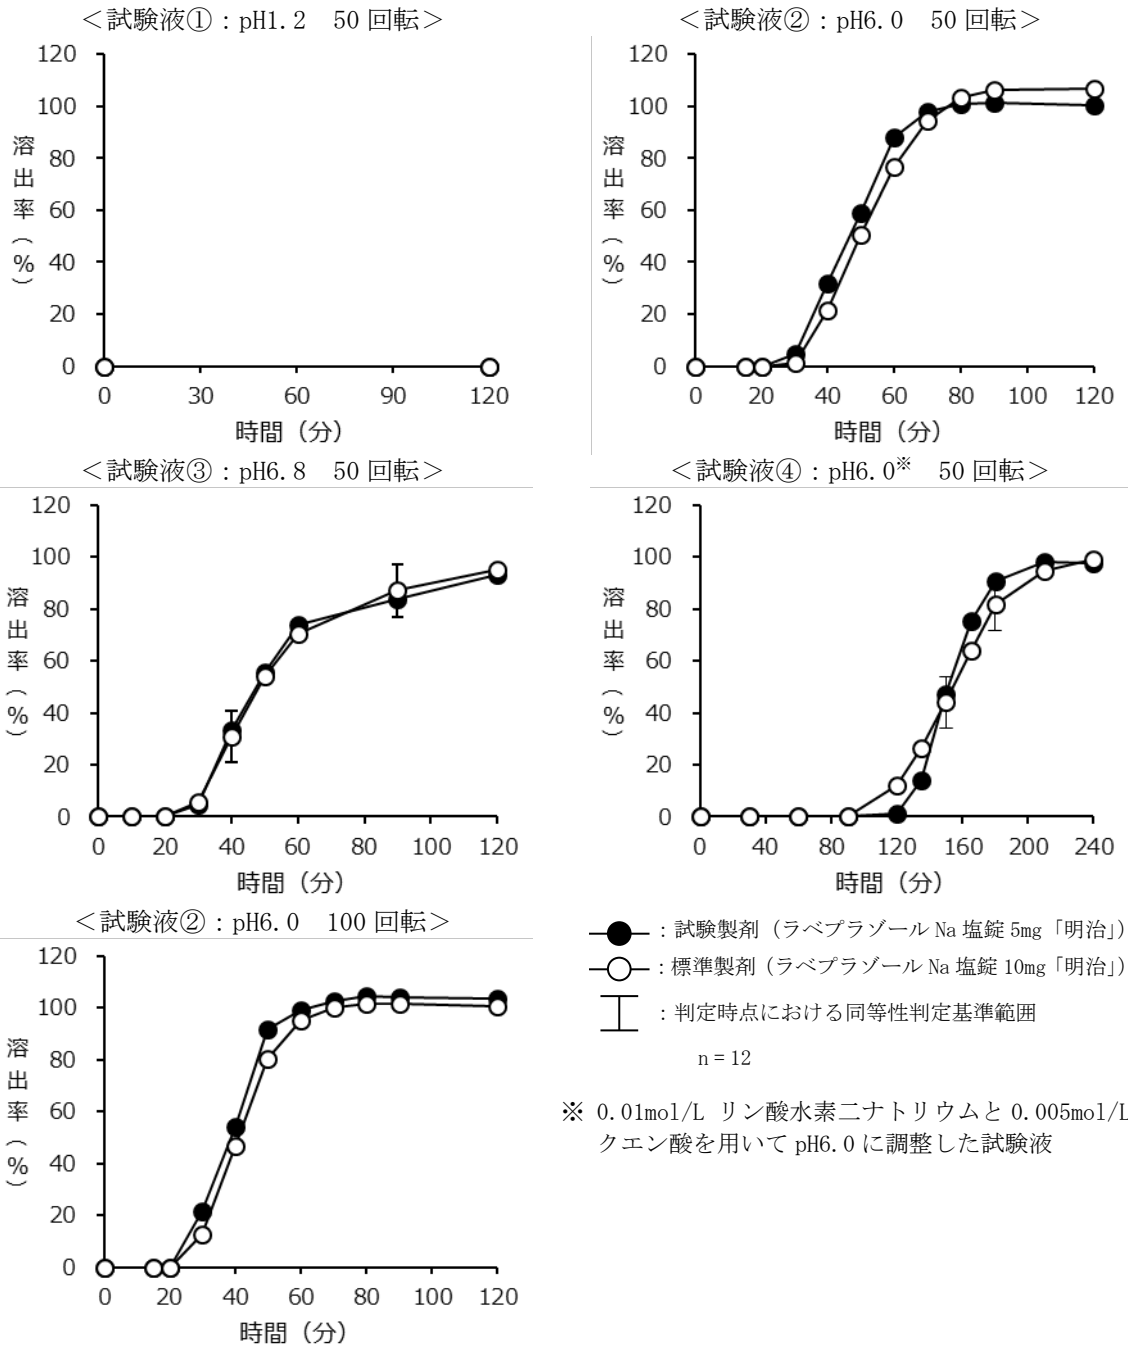 ＜試験液①：pH1.2　50 回転＞
120
100
80
60
40
20
0
溶出率（%）
0 30 60 90 120
時間（分）
＜試験液②：pH6.0　50 回転＞
120
100
80
60
40
20
0
溶出率（%）
0 20 40 60 80 100 120
時間（分）
＜試験液③：pH6.8　50 回転＞
120
100
80
60
40
20
0
溶出率（%）
0 20 40 60 80 100 120
時間（分）
＜試験液④：pH6.0※　50 回転＞
120
100
80
60
40
20
0
溶出率（%）
0 40 80 120 160 200 240
時間（分）
＜試験液②：pH6.0　100 回転＞
120
100
80
60
40
20
0
溶出率（%）
0 20 40 60 80 100 120
時間（分）
：試験製剤（ラベプラゾール Na 塩錠 5mg「明治」）
：標準製剤（ラベプラゾール Na 塩錠 10mg「明治」）
：判定時点における同等性判定基準範囲
n = 12
※ 0.01mol/L リン酸水素二ナトリウムと 0.005mol/L
クエン酸を用いて pH6.0 に調整した試験液